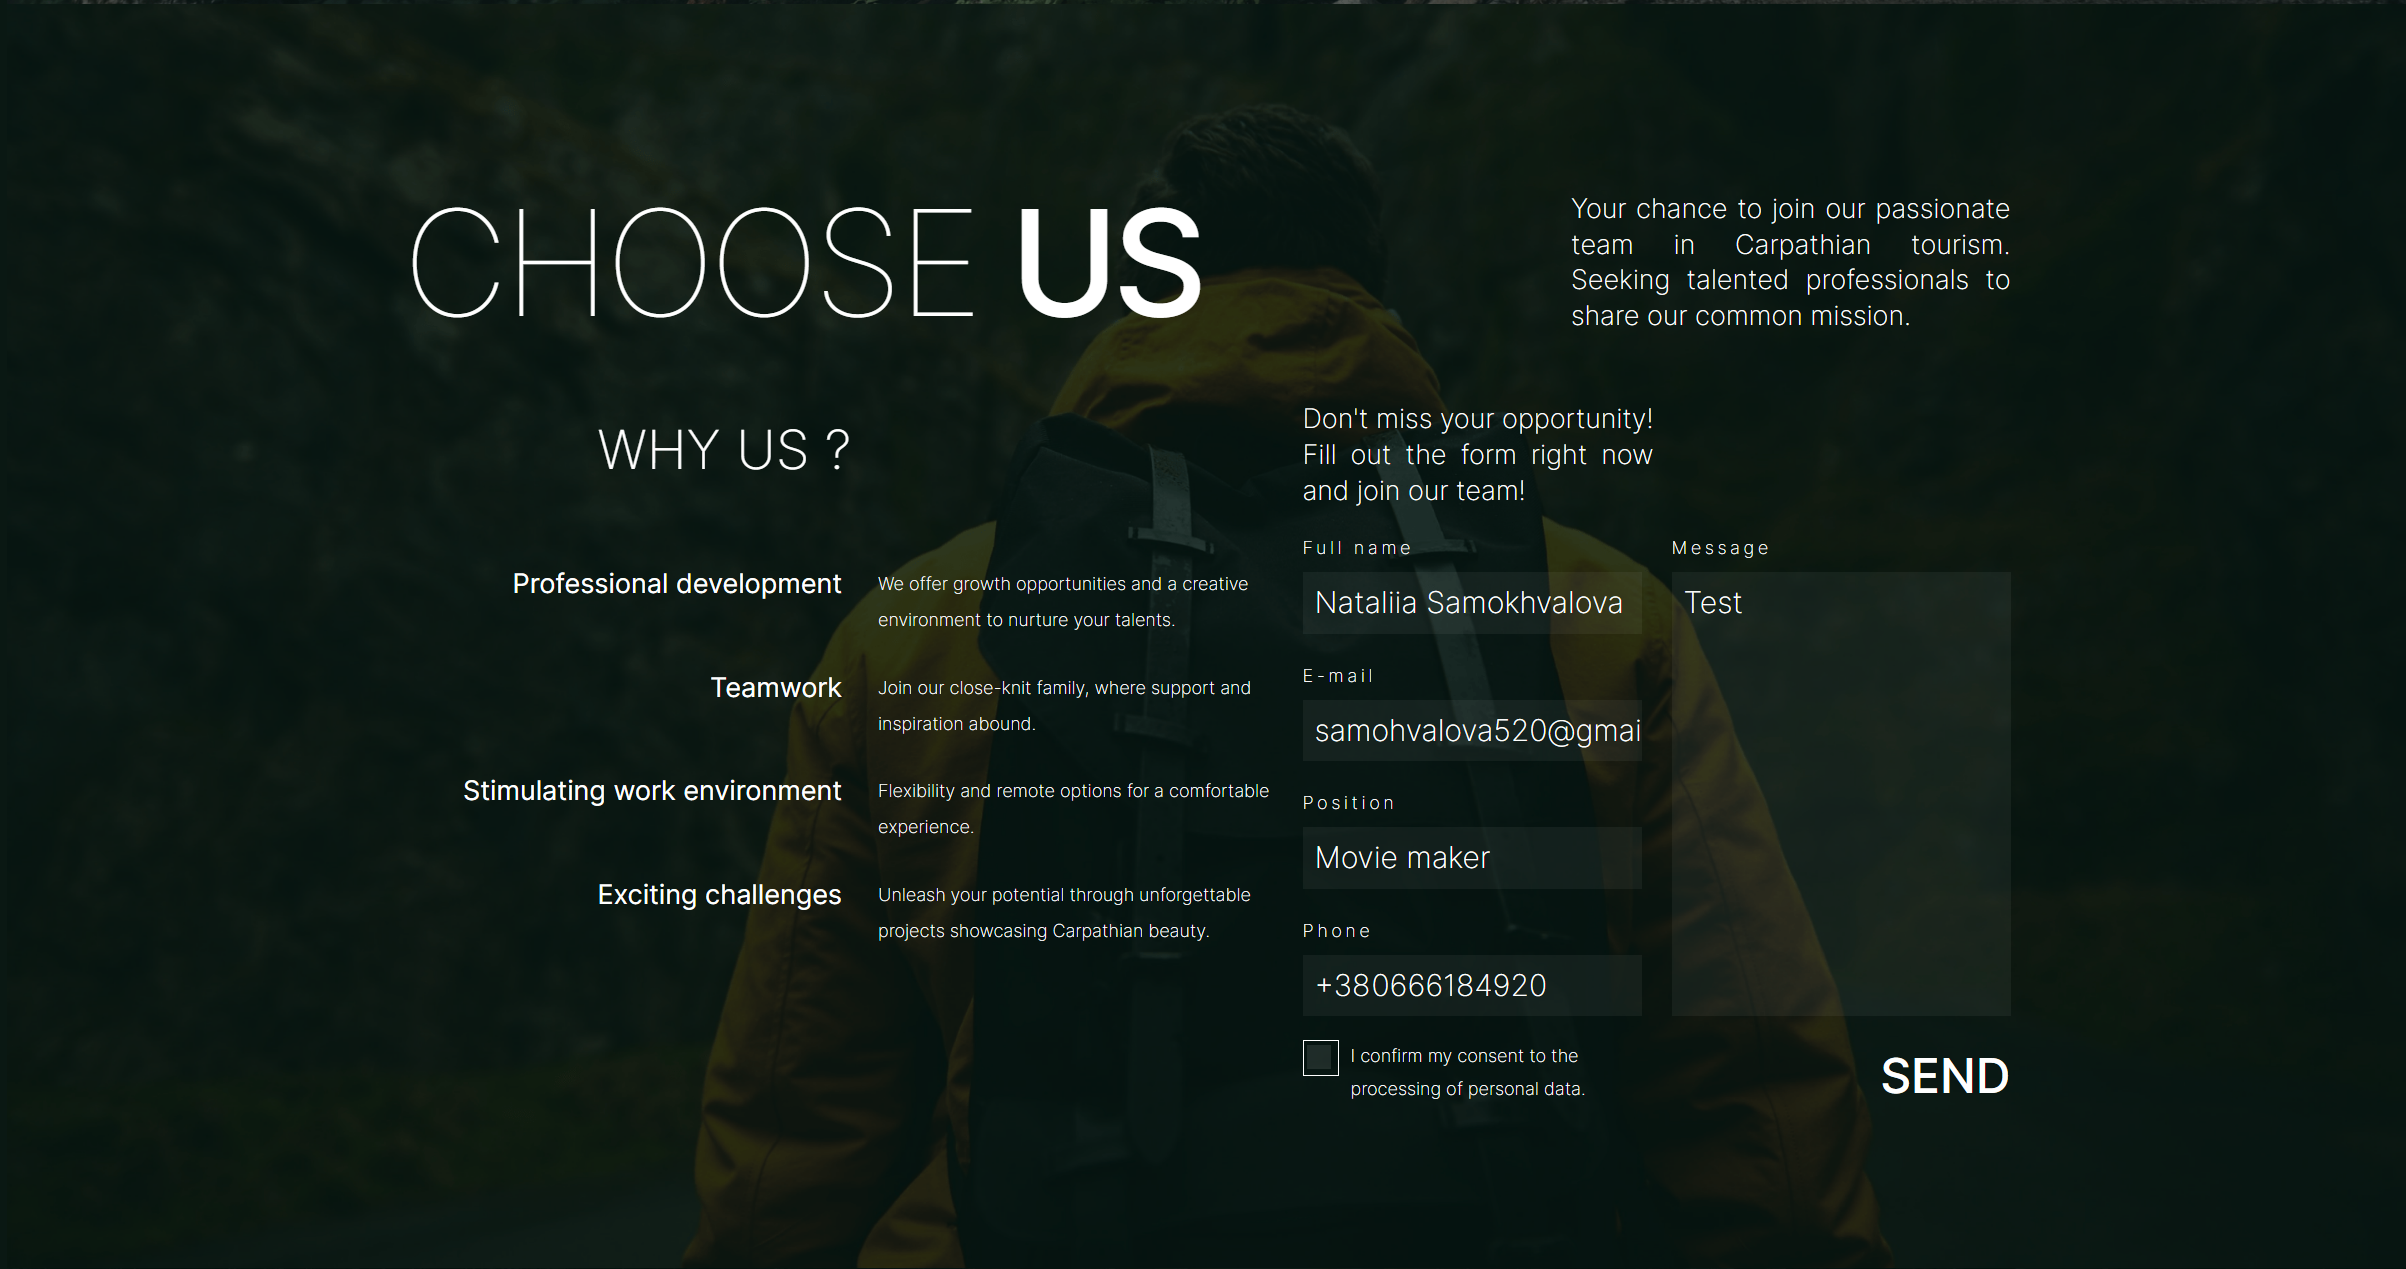 CHOOSE US
Your chance to join our passionate
team in Carpathian tourism.
Seeking talented professionals to
share our common mission.
WHY US ?
Professional development
We offer growth opportunities and a creative
environment to nurture your talents.
Teamwork
Join our close-knit family, where support and
inspiration abound.
Stimulating work environment
Flexibility and remote options for a comfortable
experience.
Exciting challenges
Unleash your potential through unforgettable
projects showcasing Carpathian beauty.
Don't miss your opportunity!
Fill out the form right now
and join our team!
Full name
Nataliia Samokhvalova
E-mail
samohvalova520@gmai
Position
Movie maker
Phone
+380666184920
Message
Test
I confirm my consent to the
processing of personal data.
SEND